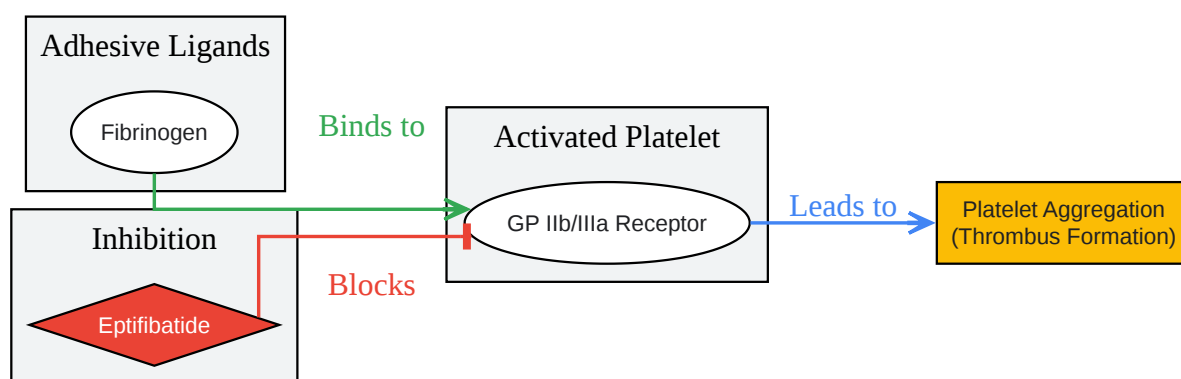 Adhesive Ligands
Fibrinogen
Binds to
Activated Platelet
GP IIb/IIIa Receptor
Leads to
Platelet Aggregation
(Thrombus Formation)
Inhibition
Blocks
Eptifibatide